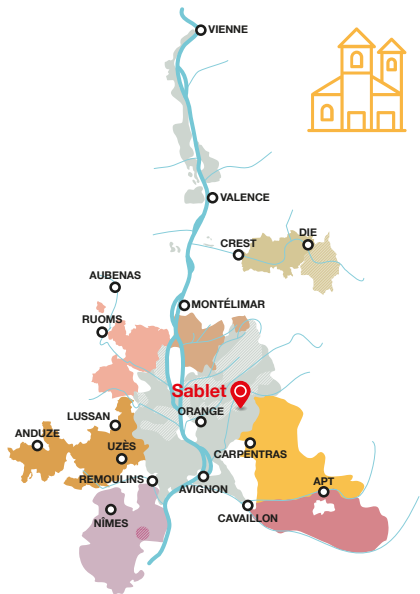 VIENNE
VALENCE
DIE
CREST
AUBENAS
MONTÉLIMAR
RUOMS
Sablet
ORANGE
LUSSAN
ANDUZE
UZÈS
CARPENTRAS
REMOULINS
AVIGNON
APT
NÎMES
CAVAILLON